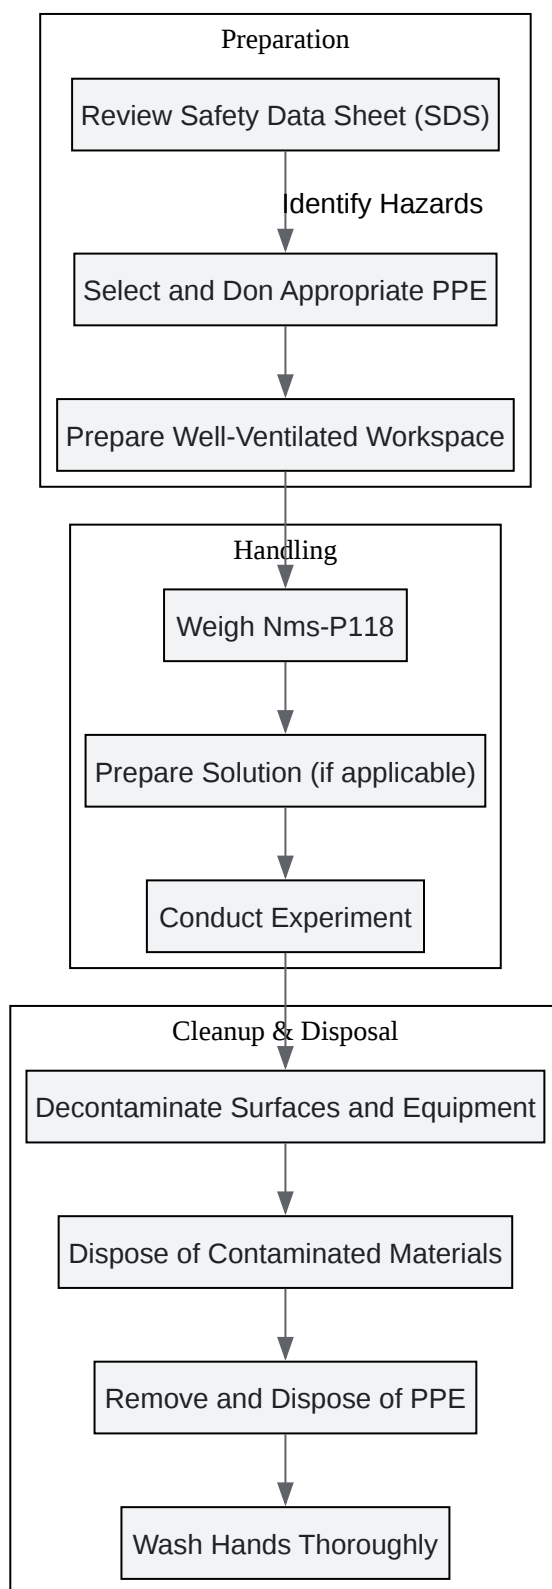 Preparation
Review Safety Data Sheet (SDS)
Identify Hazards
Select and Don Appropriate PPE
Prepare Well-Ventilated Workspace
Handling
Weigh Nms-P118
Prepare Solution (if applicable)
Conduct Experiment
Cleanup & Disposal
Decontaminate Surfaces and Equipment
Dispose of Contaminated Materials
Remove and Dispose of PPE
Wash Hands Thoroughly